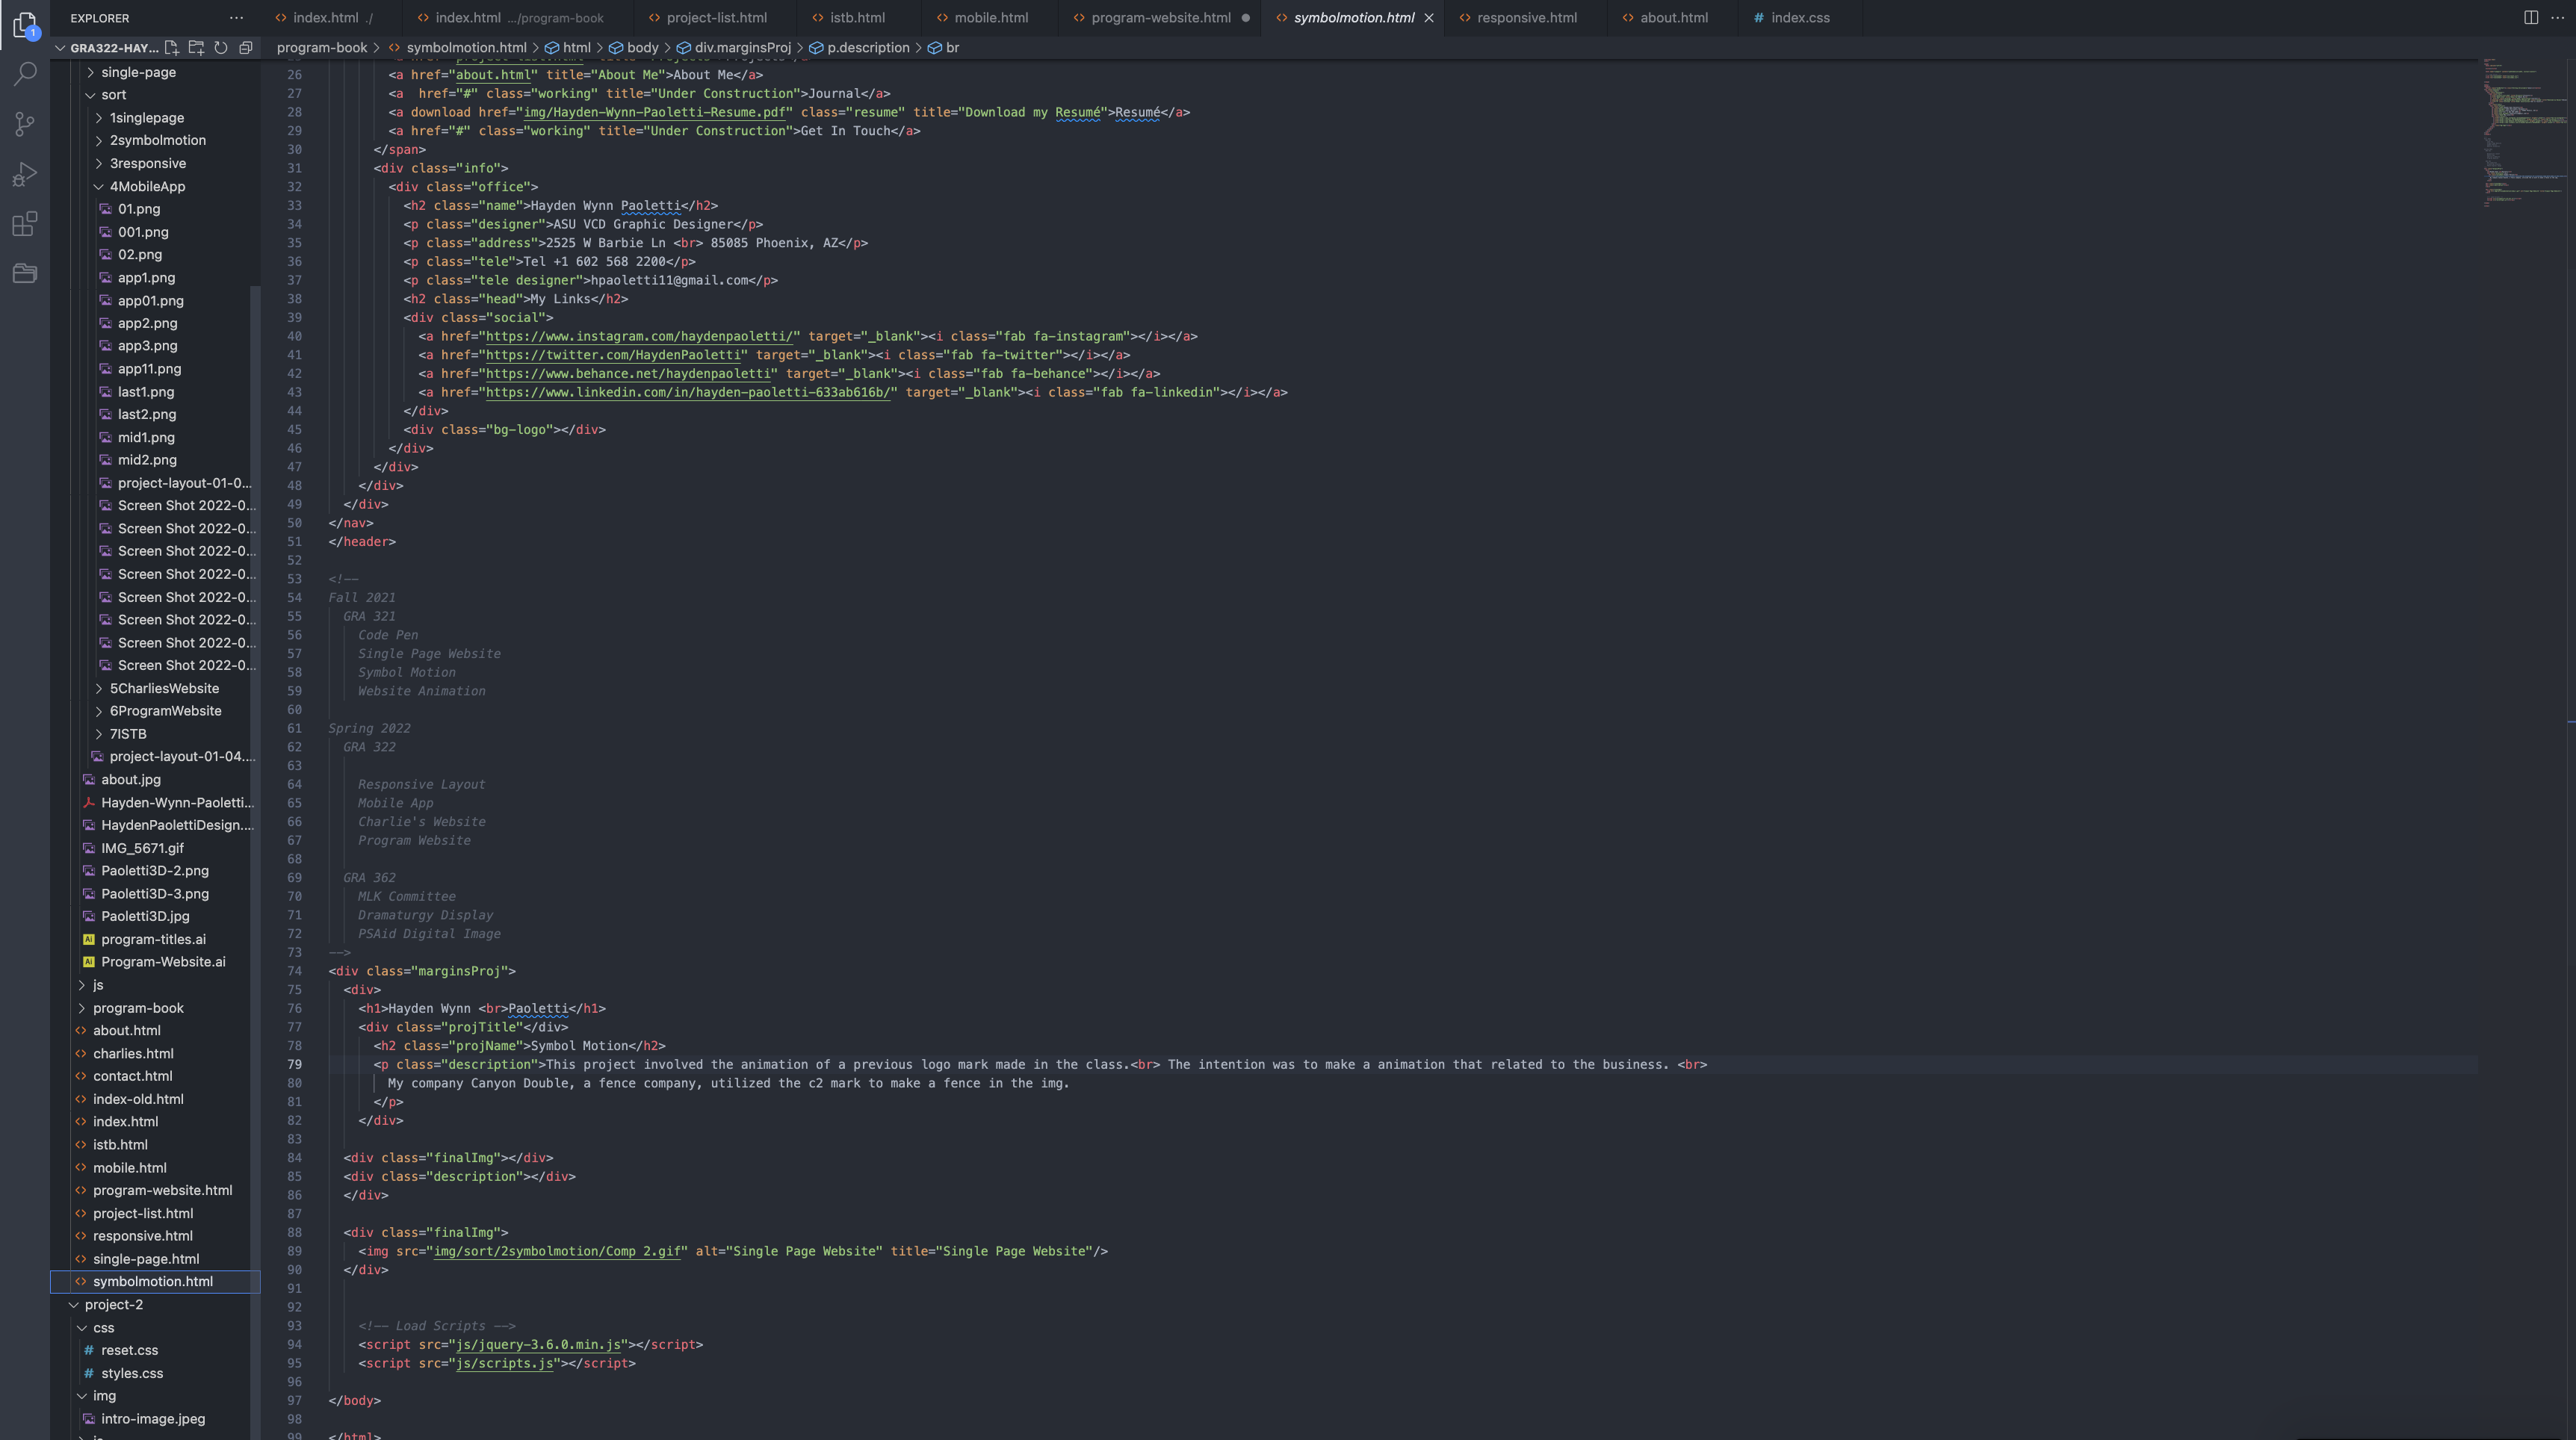 EXPLORER
index.html ./
index.html .../program-book
project-list.html
istb.html
mobile.html
program-website.html
symbolmotion.html
responsive.html
about.html
# index.css
1
GRA322-HAY...
program-book > symbolmotion.html > html > body > div.marginsProj > p.description > br
single-page
sort
1singlepage
2symbolmotion
3responsive
4MobileApp
01.png
001.png
02.png
app1.png
app01.png
app2.png
app3.png
app11.png
last1.png
last2.png
mid1.png
mid2.png
project-layout-01-0...
Screen Shot 2022-0...
Screen Shot 2022-0...
Screen Shot 2022-0...
Screen Shot 2022-0...
Screen Shot 2022-0...
Screen Shot 2022-0...
Screen Shot 2022-0...
Screen Shot 2022-0...
5CharliesWebsite
6ProgramWebsite
7ISTB
project-layout-01-04....
about.jpg
Hayden-Wynn-Paoletti...
HaydenPaolettiDesign....
IMG_5671.gif
Paoletti3D-2.png
Paoletti3D-3.png
Paoletti3D.jpg
Ai program-titles.ai
Ai Program-Website.ai
js
program-book
about.html
charlies.html
contact.html
index-old.html
index.html
istb.html
mobile.html
program-website.html
project-list.html
responsive.html
single-page.html
symbolmotion.html
project-2
css
# reset.css
# styles.css
img
intro-image.jpeg
26 <a href="about.html" title="About Me">About Me</a>
27 <a  href="#" class="working" title="Under Construction">Journal</a>
28 <a download href="img/Hayden-Wynn-Paoletti-Resume.pdf" class="resume" title="Download my Resumé">Resumé</a>
29 <a href="#" class="working" title="Under Construction">Get In Touch</a>
30 </span>
31 <div class="info">
32 <div class="office">
33 <h2 class="name">Hayden Wynn Paoletti</h2>
34 <p class="designer">ASU VCD Graphic Designer</p>
35 <p class="address">2525 W Barbie Ln <br> 85085 Phoenix, AZ</p>
36 <p class="tele">Tel +1 602 568 2200</p>
37 <p class="tele designer">hpaoletti11@gmail.com</p>
38 <h2 class="head">My Links</h2>
39 <div class="social">
40 <a href="https://www.instagram.com/haydenpaoletti/" target="_blank"><i class="fab fa-instagram"></i></a>
41 <a href="https://twitter.com/HaydenPaoletti" target="_blank"><i class="fab fa-twitter"></i></a>
42 <a href="https://www.behance.net/haydenpaoletti" target="_blank"><i class="fab fa-behance"></i></a>
43 <a href="https://www.linkedin.com/in/hayden-paoletti-633ab616b/" target="_blank"><i class="fab fa-linkedin"></i></a>
44 </div>
45 <div class="bg-logo"></div>
46 </div>
47 </div>
48 </div>
49 </div>
50 </nav>
51 </header>
52
53 <!--
54 Fall 2021
55 GRA 321
56 Code Pen
57 Single Page Website
58 Symbol Motion
59 Website Animation
60
61 Spring 2022
62 GRA 322
63
64 Responsive Layout
65 Mobile App
66 Charlie's Website
67 Program Website
68
69 GRA 362
70 MLK Committee
71 Dramaturgy Display
72 PSAid Digital Image
73 -->
74 <div class="marginsProj">
75 <div>
76 <h1>Hayden Wynn <br>Paoletti</h1>
77 <div class="projTitle"</div>
78 <h2 class="projName">Symbol Motion</h2>
79 <p class="description">This project involved the animation of a previous logo mark made in the class.<br> The intention was to make a animation that related to the business. <br>
80 My company Canyon Double, a fence company, utilized the c2 mark to make a fence in the img.
81 </p>
82 </div>
83
84 <div class="finalImg"></div>
85 <div class="description"></div>
86 </div>
87
88 <div class="finalImg">
89 <img src="img/sort/2symbolmotion/Comp 2.gif" alt="Single Page Website" title="Single Page Website"/>
90 </div>
91
92
93 <!-- Load Scripts -->
94 <script src="js/jquery-3.6.0.min.js"></script>
95 <script src="js/scripts.js"></script>
96
97 </body>
98
99 </html>